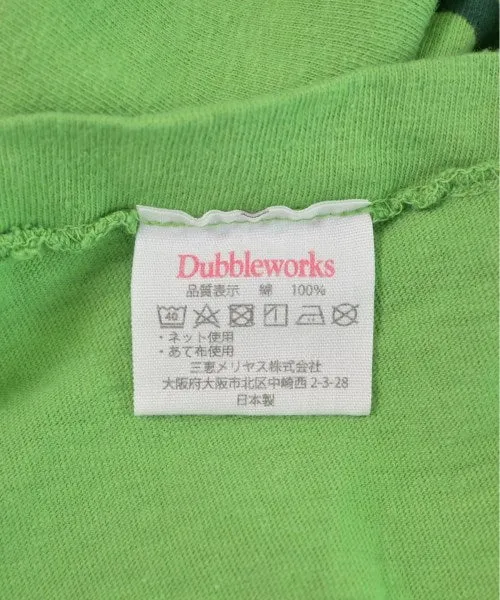 Dubbleworks
品質表示 綿 100%
40
・ネット使用
・あて布使用
三恵メリヤス株式会社
大阪府大阪市北区中崎西 2-3-28
日本製